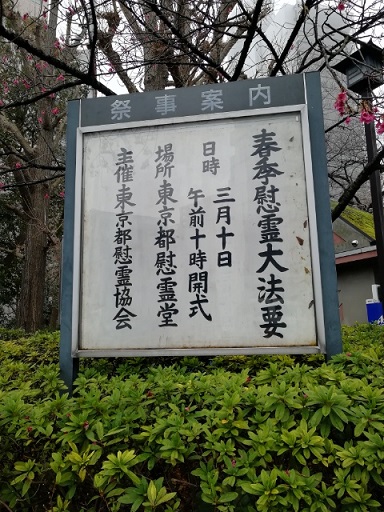 祭事案内
春季慰霊大法要
日時 三月十日
午前十時開式
場所 東京都慰霊堂
主催 東京都慰霊協会